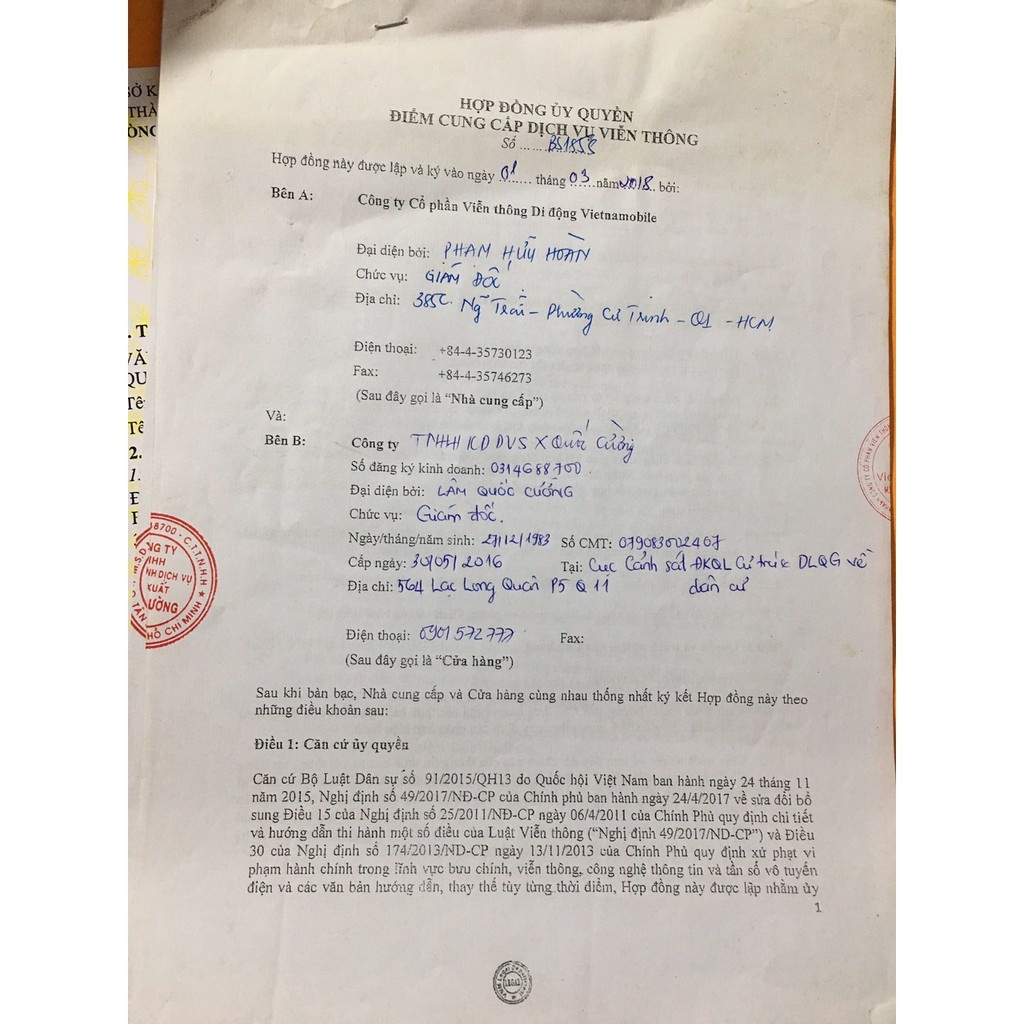 HỢP ĐỒNG ỦY QUYỀN
ĐIỂM CUNG CẤP DỊCH VỤ VIỄN THÔNG
Số ...... BS1853
Hợp đồng này được lập và ký vào ngày 01 tháng 03 năm 2018 bởi:
Bên A: Công ty Cổ phần Viễn thông Di động Vietnamobile
Đại diện bởi: PHẠM HỮU HOÀN
Chức vụ: GIÁM ĐỐC
Địa chỉ: 385C. Ng Trãi - Phường Cư Trinh - Q1 - HCM
Điện thoại: +84-4-35730123
Fax: +84-4-35746273
(Sau đây gọi là “Nhà cung cấp”)
Và:
Bên B: Công ty TNHH KD DVSX Quốc Cường
Số đăng ký kinh doanh: 0314688700.
Đại diện bởi: LÂM QUỐC CƯỜNG
Chức vụ: Giám đốc.
Ngày/tháng/năm sinh: 27/12/1983 Số CMT: 079083002407
Cấp ngày: 30/05/2016 Tại: Cục Cảnh sát ĐKQL Cư trú & DLQG về
Địa chỉ: 564 Lạc Long Quân P5 Q11 dân cư
Điện thoại: 0901572777 Fax:
(Sau đây gọi là “Cửa hàng”)
Sau khi bàn bạc, Nhà cung cấp và Cửa hàng cùng nhau thống nhất ký kết Hợp đồng này theo
những điều khoản sau:
Điều 1: Căn cứ ủy quyền
Căn cứ Bộ Luật Dân sự số 91/2015/QH13 do Quốc hội Việt Nam ban hành ngày 24 tháng 11
năm 2015, Nghị định số 49/2017/NĐ-CP của Chính phủ ban hành ngày 24/4/2017 về sửa đổi bổ
sung Điều 15 của Nghị định số 25/2011/NĐ-CP ngày 06/4/2011 của Chính Phủ quy định chi tiết
và hướng dẫn thi hành một số điều của Luật Viễn thông (“Nghị định 49/2017/NĐ-CP”) và Điều
30 của Nghị định số 174/2013/NĐ-CP ngày 13/11/2013 của Chính Phủ quy định xử phạt vi
phạm hành chính trong lĩnh vực bưu chính, viễn thông, công nghệ thông tin và tần số vô tuyến
điện và các văn bản hướng dẫn, thay thế tùy từng thời điểm, Hợp đồng này được lập nhằm ủy
1